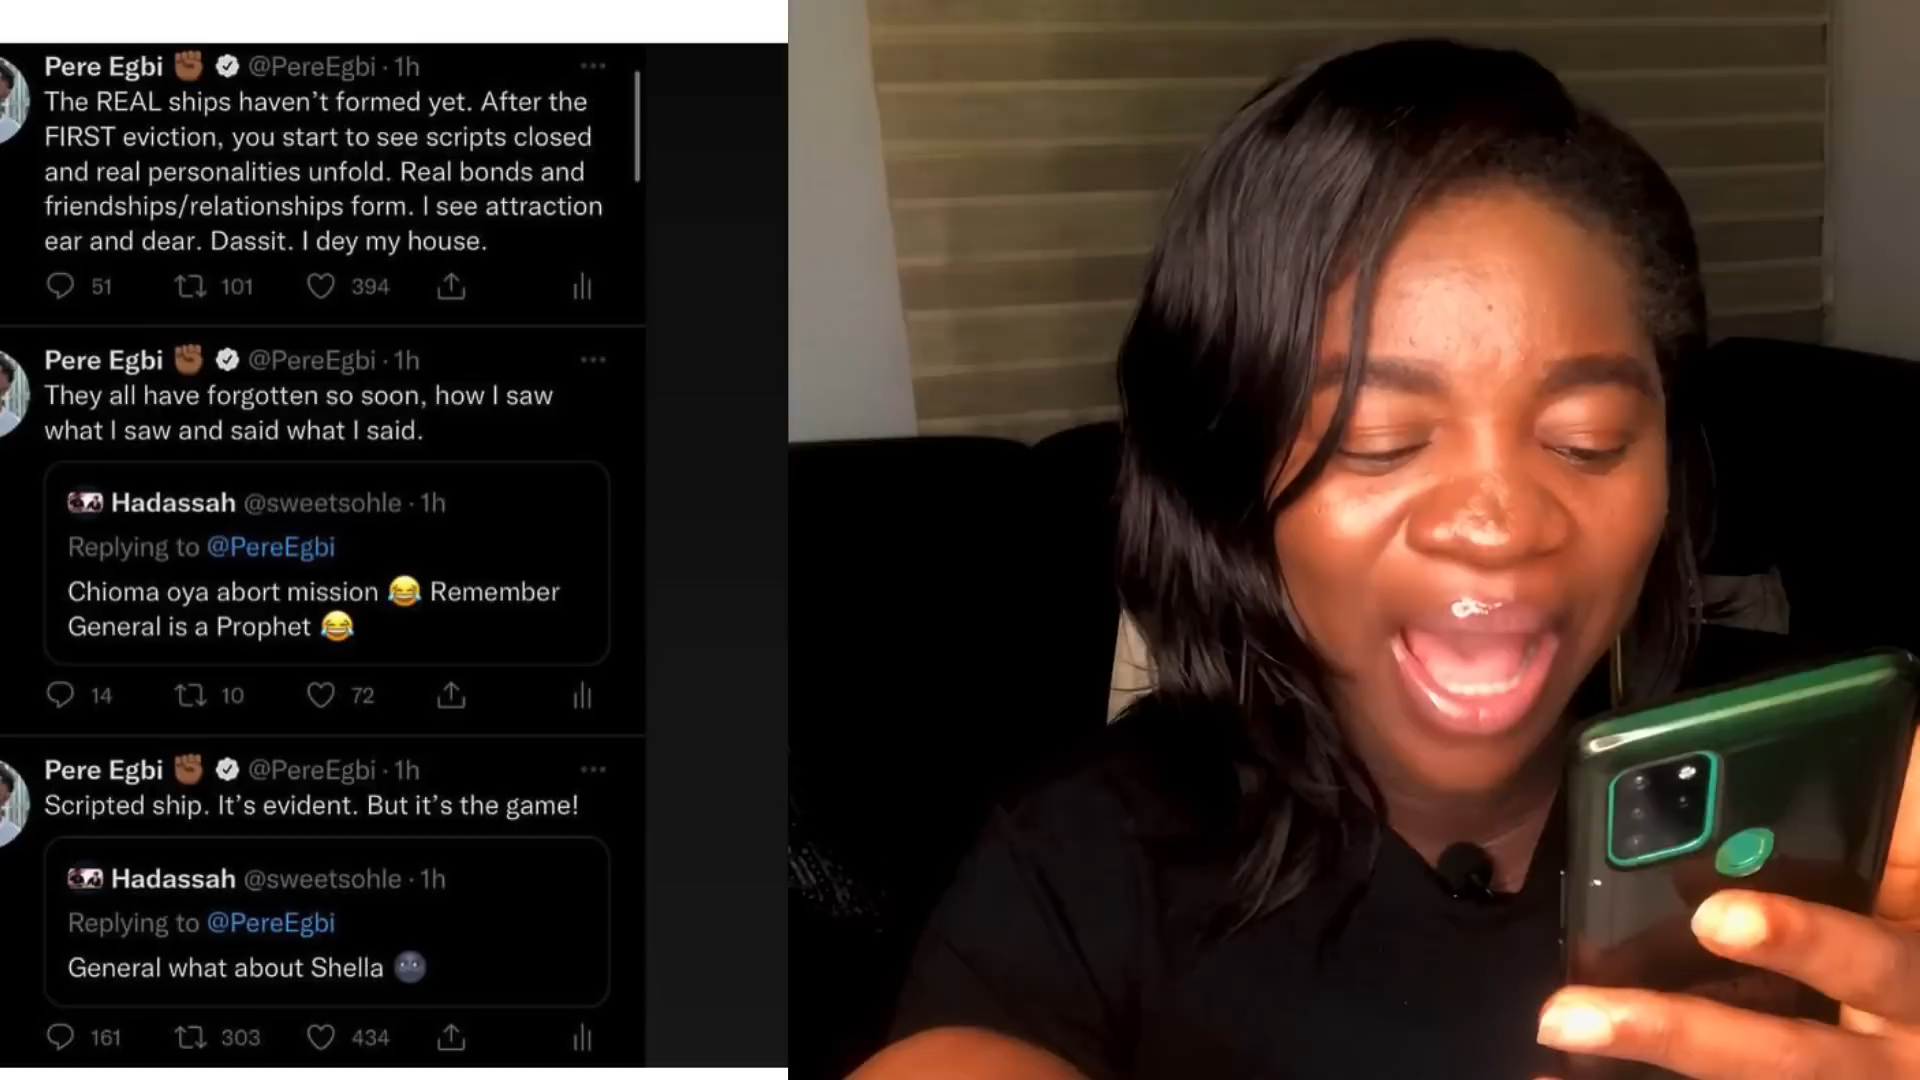 Pere Egbi ✊🏾 @PereEgbi · 1h
The REAL ships haven’t formed yet. After the
FIRST eviction, you start to see scripts closed
and real personalities unfold. Real bonds and
friendships/relationships form. I see attraction
ear and dear. Dassit. I dey my house.
51 101 394
Pere Egbi ✊🏾 @PereEgbi · 1h
They all have forgotten so soon, how I saw
what I saw and said what I said.
Hadassah @sweetsohle · 1h
Replying to @PereEgbi
Chioma oya abort mission 😂 Remember
General is a Prophet 😂
14 10 72
Pere Egbi ✊🏾 @PereEgbi · 1h
Scripted ship. It’s evident. But it’s the game!
Hadassah @sweetsohle · 1h
Replying to @PereEgbi
General what about Shella 🌚
161 303 434